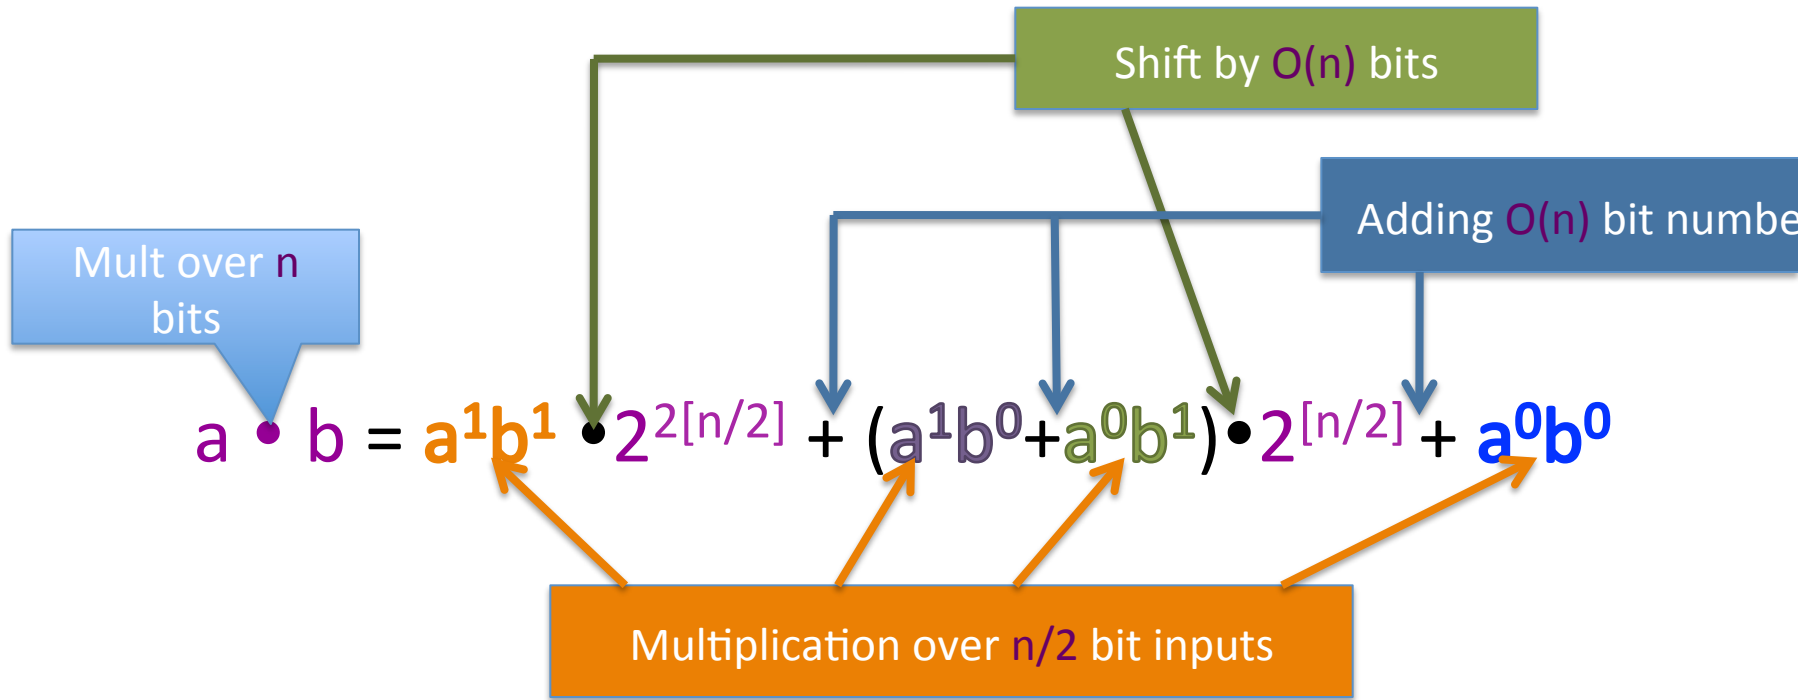 Shift by O(n) bits
Adding O(n) bit numbe
Mult over n
bits
a • b = a¹b¹ •2²[n/2] + (a¹b⁰+a⁰b¹)•2[n/2] + a⁰b⁰
Multiplication over n/2 bit inputs